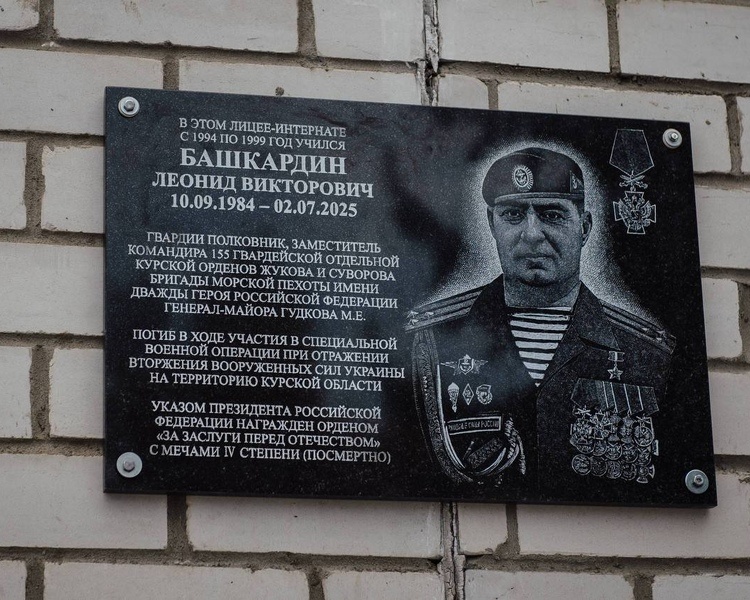 В ЭТОМ ЛИЦЕЕ-ИНТЕРНАТЕ
С 1994 ПО 1999 ГОД УЧИЛСЯ
БАШКАРДИН
ЛЕОНИД ВИКТОРОВИЧ
10.09.1984 – 02.07.2025
ГВАРДИИ ПОЛКОВНИК, ЗАМЕСТИТЕЛЬ
КОМАНДИРА 155 ГВАРДЕЙСКОЙ ОТДЕЛЬНОЙ
КУРСКОЙ ОРДЕНОВ ЖУКОВА И СУВОРОВА
БРИГАДЫ МОРСКОЙ ПЕХОТЫ ИМЕНИ
ДВАЖДЫ ГЕРОЯ РОССИЙСКОЙ ФЕДЕРАЦИИ
ГЕНЕРАЛ-МАЙОРА ГУДКОВА М.Е.
ПОГИБ В ХОДЕ УЧАСТИЯ В СПЕЦИАЛЬНОЙ
ВОЕННОЙ ОПЕРАЦИИ ПРИ ОТРАЖЕНИИ
ВТОРЖЕНИЯ ВООРУЖЕННЫХ СИЛ УКРАИНЫ
НА ТЕРРИТОРИЮ КУРСКОЙ ОБЛАСТИ
УКАЗОМ ПРЕЗИДЕНТА РОССИЙСКОЙ
ФЕДЕРАЦИИ НАГРАЖДЕН ОРДЕНОМ
«ЗА ЗАСЛУГИ ПЕРЕД ОТЕЧЕСТВОМ»
С МЕЧАМИ IV СТЕПЕНИ (ПОСМЕРТНО)